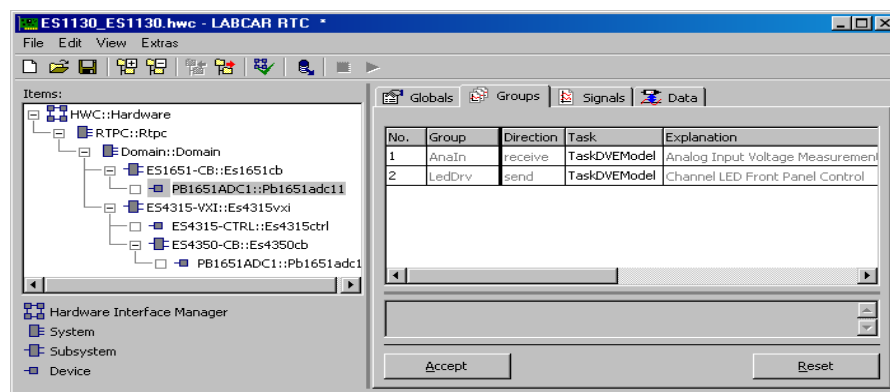 ES1130_ES1130.hwc - LABCAR RTC *
File Edit View Extras
Items:
HWC::Hardware
RTPC::Rtpc
Domain::Domain
ES1651-CB::Es1651cb
PB1651ADC1::Pb1651adc11
ES4315-VXI::Es4315vxi
ES4315-CTRL::Es4315ctrl
ES4350-CB::Es4350cb
PB1651ADC1::Pb1651adc1
Hardware Interface Manager
System
Subsystem
Device
Globals Groups Signals Data
No. Group Direction Task Explanation
1 AnaIn receive TaskDVEModel Analog Input Voltage Measuremen
2 LedDrv send TaskDVEModel Channel LED Front Panel Control
Accept Reset